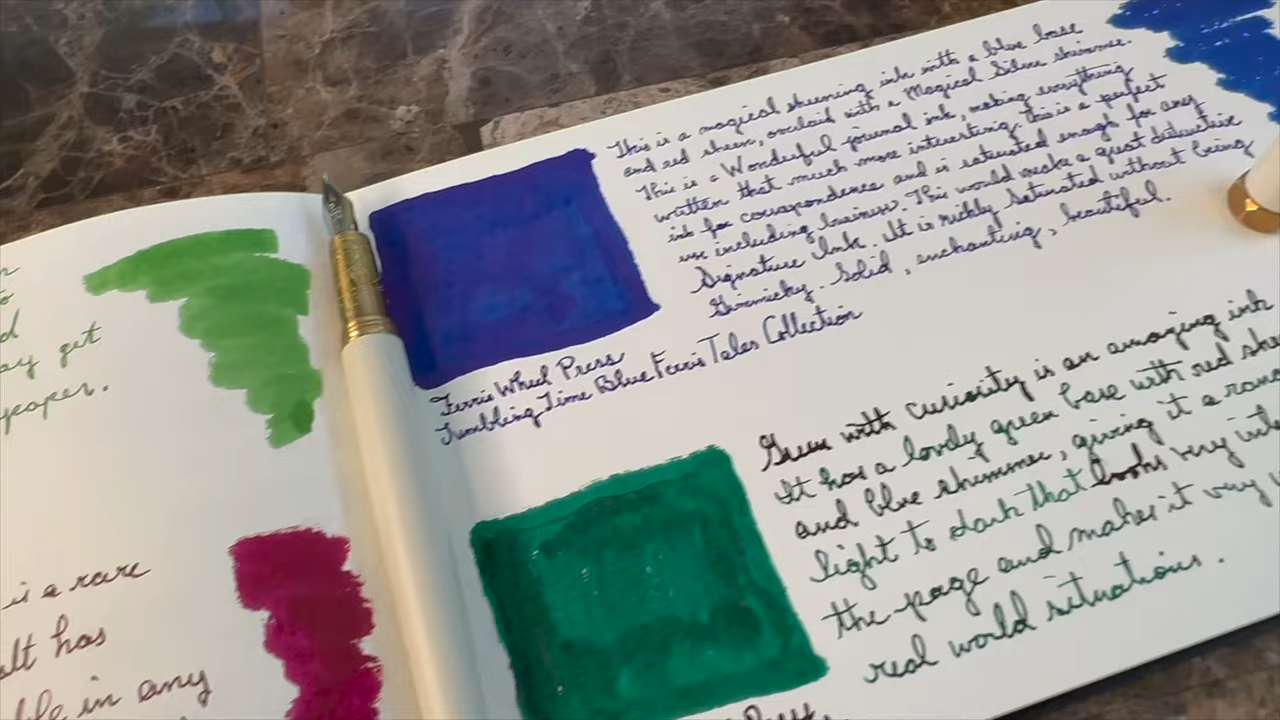 ay get
paper.
is a rare
alt has
le in any
This is a magical sheening ink with a blue base
and red sheen, overlaid with a Magical Silver shimmer.
This is a Wonderful journal ink, making everything
written that much more interesting. This is a perfect
ink for correspondence and is saturated enough for any
use including business. This would make a great distinctive
Signature Ink. It is richly saturated without being
Gimmicky. Solid, enchanting, beautiful.
Ferris Wheel Press
Tumbling Time Blue Ferris Tales Collection
Green with curiosity is an amazing ink
It has a lovely green base with red
and blue shimmer, giving it a
light to dark that looks very
the page and makes it very
real world situations.